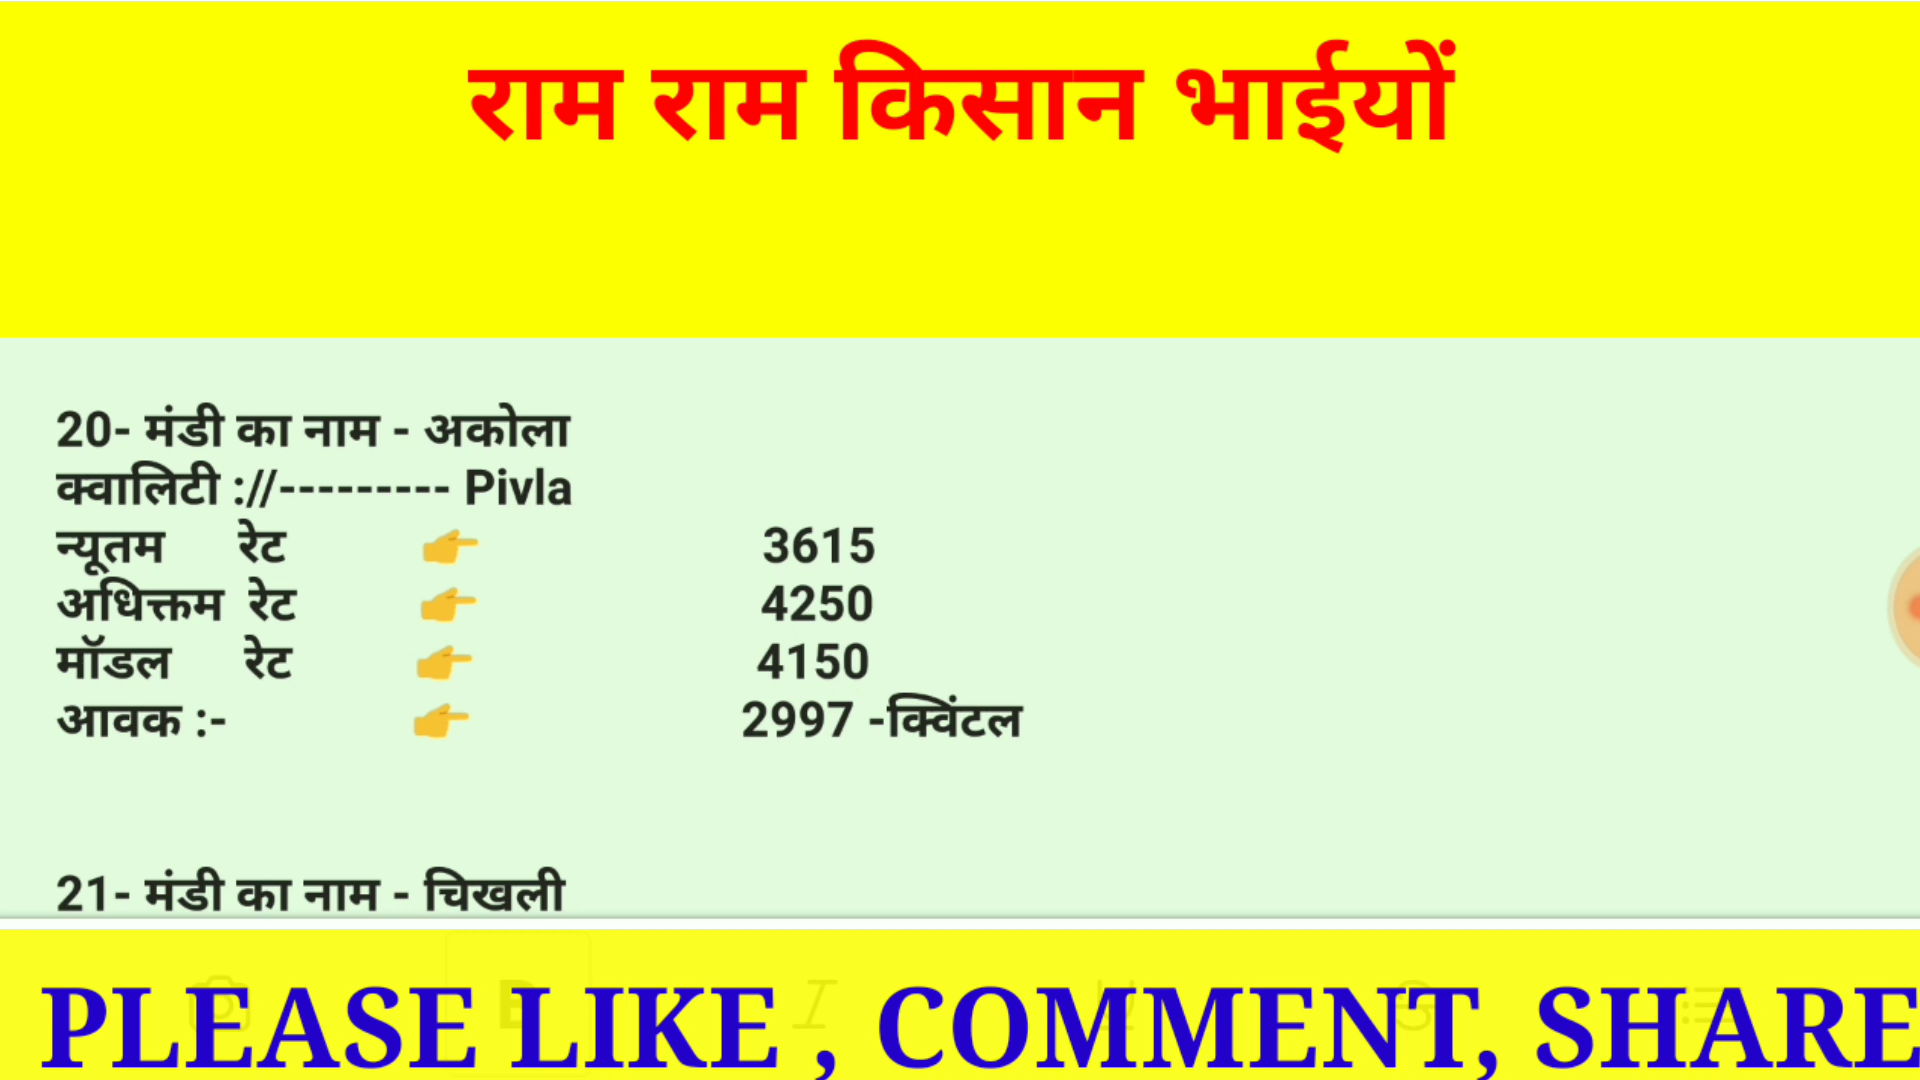 राम राम किसान भाईयों
20- मंडी का नाम - अकोला
क्वालिटी ://--------- Pivla
न्यूतम रेट 👉 3615
अधिक्तम रेट 👉 4250
मॉडल रेट 👉 4150
आवक :- 👉 2997 -क्विंटल
21- मंडी का नाम - चिखली
PLEASE LIKE , COMMENT, SHARE